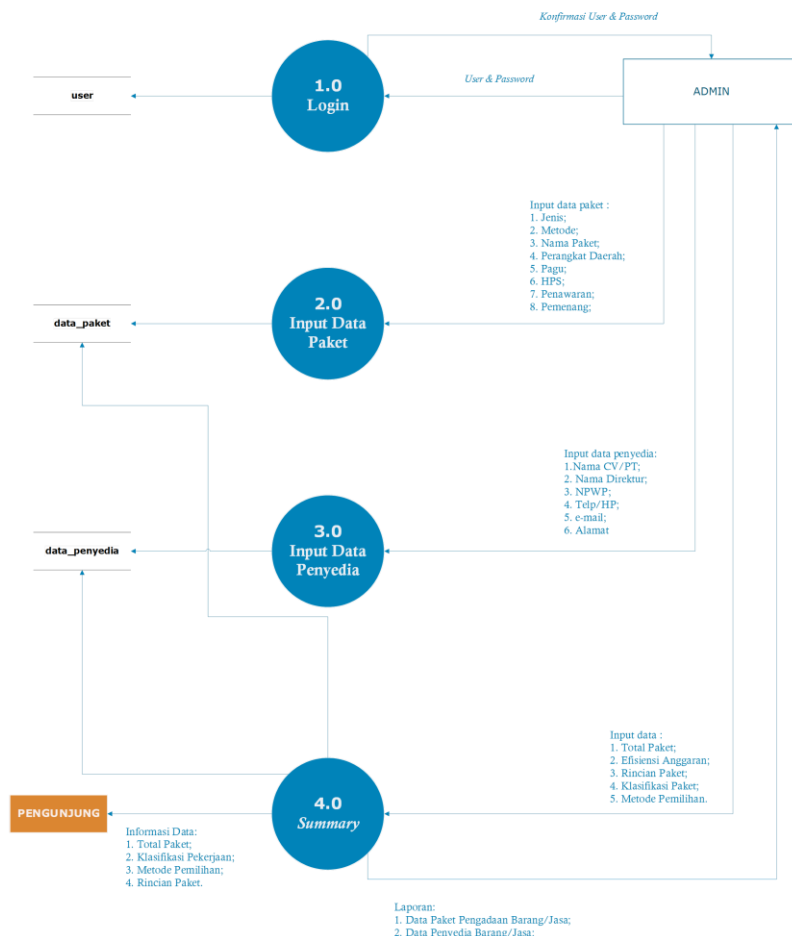 Konfirmasi User & Password
User & Password
user
1.0
Login
ADMIN
Input data paket :
1. Jenis;
2. Metode;
3. Nama Paket;
4. Perangkat Daerah;
5. Pagu;
6. HPS;
7. Penawaran;
8. Pemenang;
data_paket
2.0
Input Data
Paket
Input data penyedia:
1.Nama CV/PT;
2. Nama Direktur;
3. NPWP;
4. Telp/HP;
5. e-mail;
6. Alamat
data_penyedia
3.0
Input Data
Penyedia
Input data :
1. Total Paket;
2. Efisiensi Anggaran;
3. Rincian Paket;
4. Klasifikasi Paket;
5. Metode Pemilihan.
PENGUNJUNG
4.0
Summary
Informasi Data:
1. Total Paket;
2. Klasifikasi Pekerjaan;
3. Metode Pemilihan;
4. Rincian Paket.
Laporan:
1. Data Paket Pengadaan Barang/Jasa;
2. Data Penyedia Barang/Jasa;